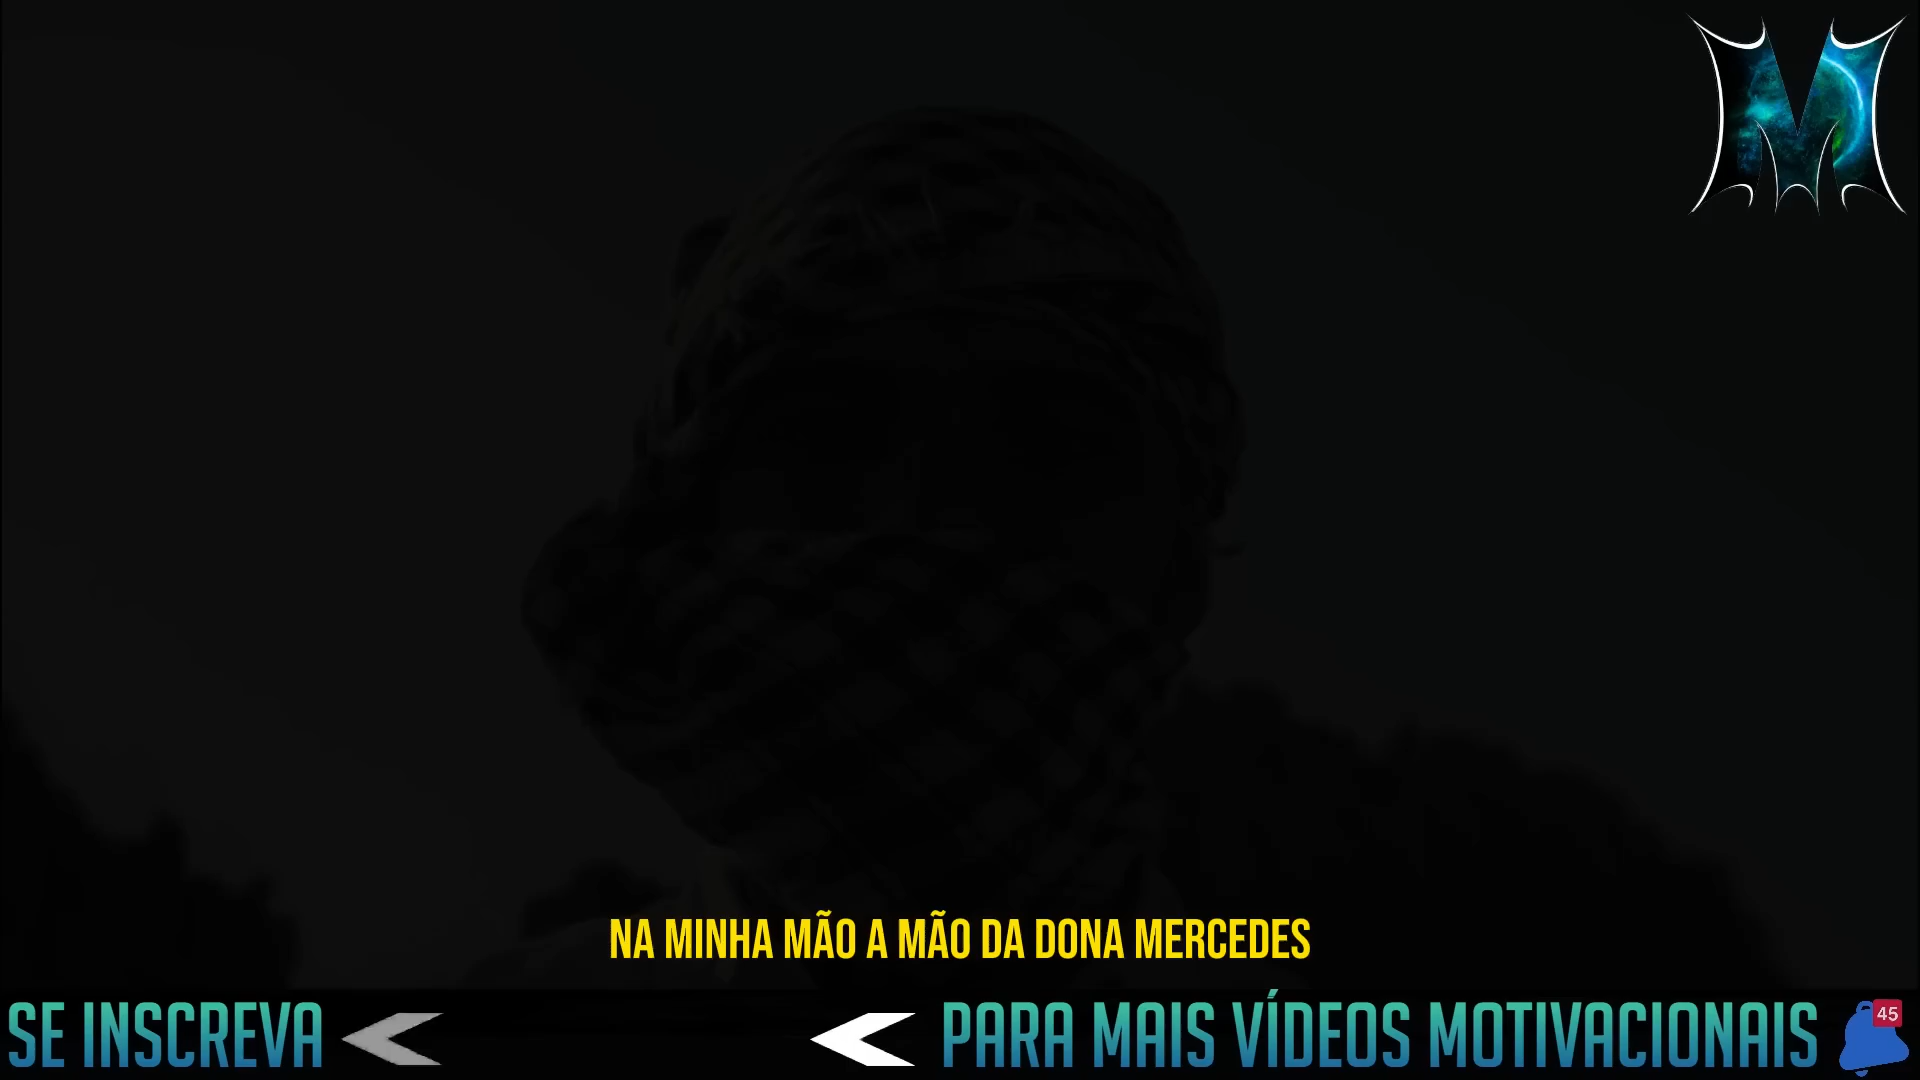 M
NA MINHA MÃO A MÃO DA DONA MERCEDES
SE INSCREVA
PARA MAIS VÍDEOS MOTIVACIONAIS
45